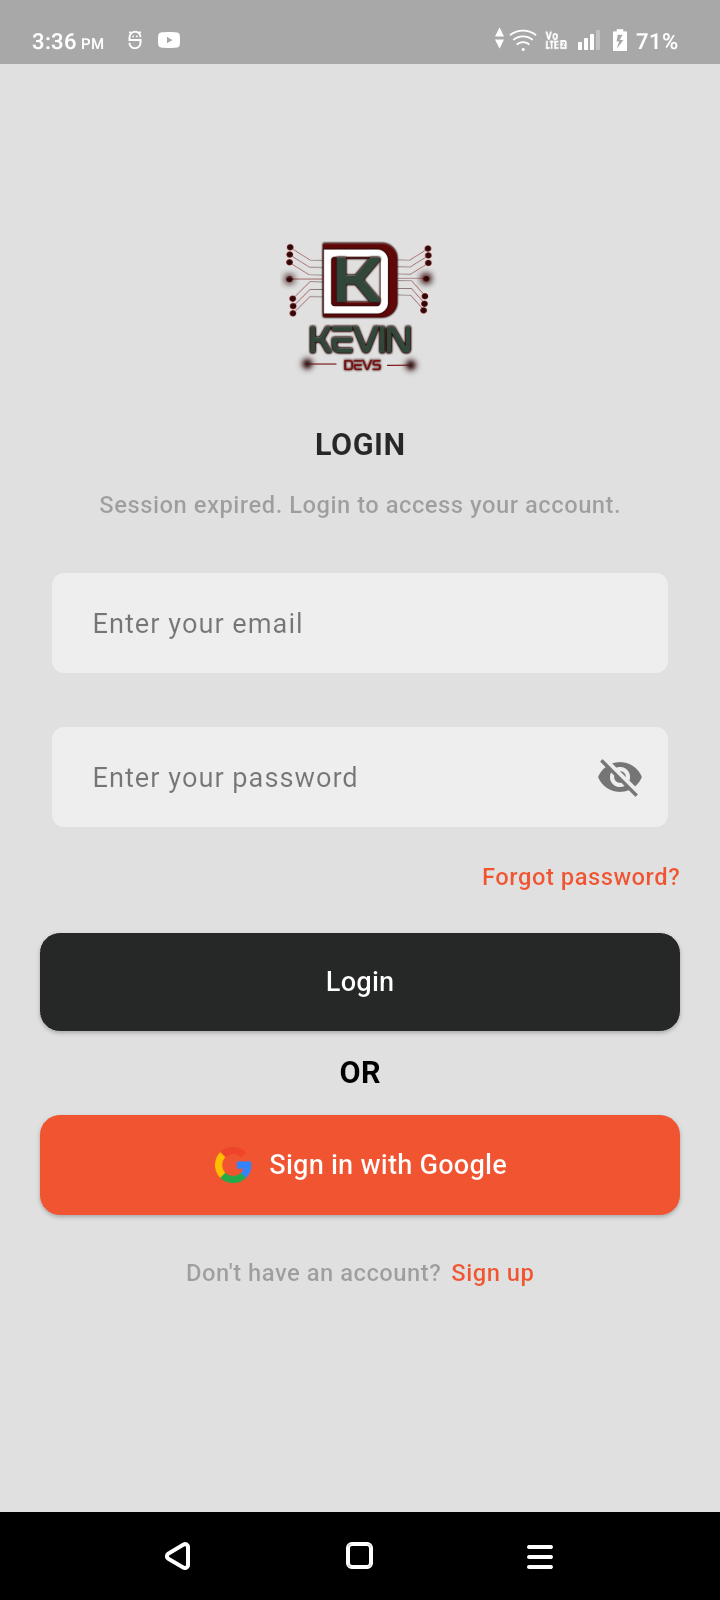 3:36 PM Vo LTE2 71%
K
KEVIN
DEVS
LOGIN
Session expired. Login to access your account.
Enter your email
Enter your password
Forgot password?
Login
OR
Sign in with Google
Don't have an account? Sign up